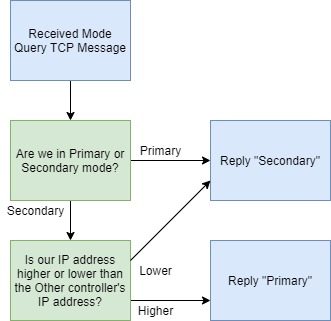 Received Mode
Query TCP Message
Are we in Primary or
Secondary mode?
Primary
Reply "Secondary"
Secondary
Is our IP address
higher or lower than
the Other controller's
IP address?
Lower
Higher
Reply "Primary"